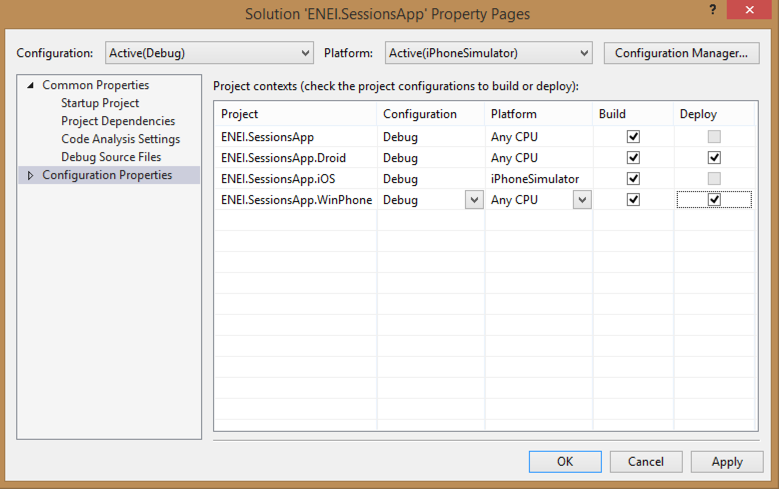 Solution 'ENEI.SessionsApp' Property Pages
?
Configuration: Active(Debug) Platform: Active(iPhoneSimulator) Configuration Manager...
Common Properties
Startup Project
Project Dependencies
Code Analysis Settings
Debug Source Files
Configuration Properties
Project contexts (check the project configurations to build or deploy):
Project Configuration Platform Build Deploy
ENEI.SessionsApp Debug Any CPU
ENEI.SessionsApp.Droid Debug Any CPU
ENEI.SessionsApp.iOS Debug iPhoneSimulator
ENEI.SessionsApp.WinPhone Debug Any CPU
OK Cancel Apply